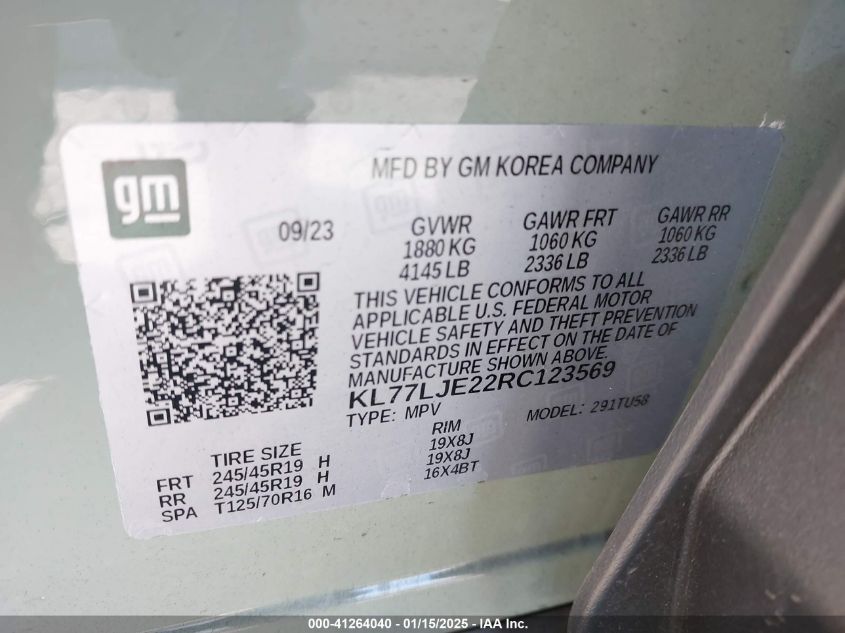 gm
MFD BY GM KOREA COMPANY
09/23
GVWR GAWR FRT GAWR RR
1880 KG 1060 KG 1060 KG
4145 LB 2336 LB 2336 LB
THIS VEHICLE CONFORMS TO ALL
APPLICABLE U.S. FEDERAL MOTOR
VEHICLE SAFETY AND THEFT PREVENTION
STANDARDS IN EFFECT ON THE DATE OF
MANUFACTURE SHOWN ABOVE.
KL77LJE22RC123569
TYPE: MPV MODEL: 291TU58
TIRE SIZE RIM
FRT 245/45R19 H 19X8J
RR 245/45R19 H 19X8J
SPA T125/70R16 M 16X4BT
000-41264040 - 01/15/2025 - IAA Inc.